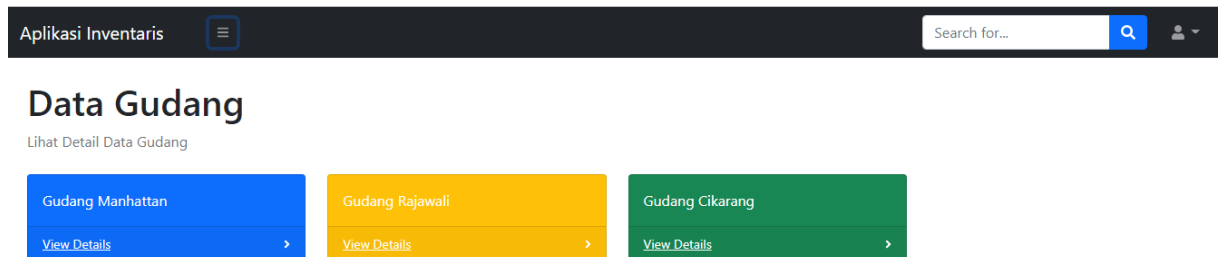 Aplikasi Inventaris
Search for...
Data Gudang
Lihat Detail Data Gudang
Gudang Manhattan
Gudang Rajawali
Gudang Cikarang
View Details
View Details
View Details